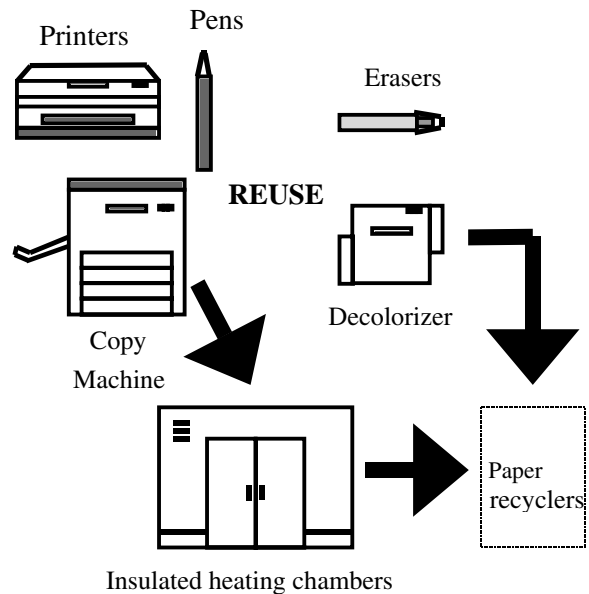 Printers
Pens
Erasers
REUSE
Decolorizer
Copy
Machine
Paper
recyclers
Insulated heating chambers